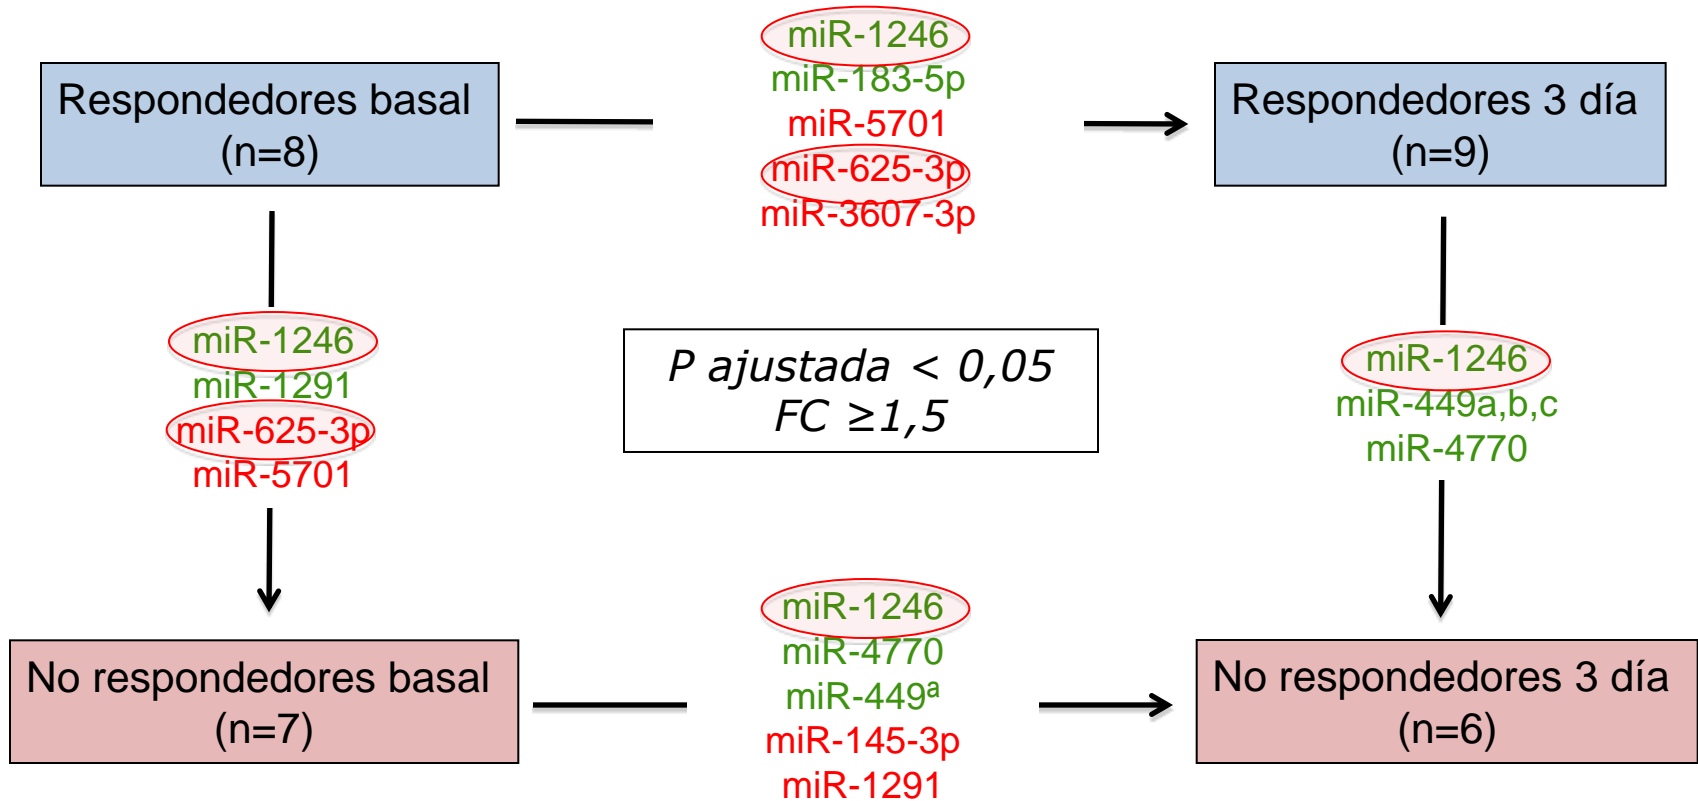 Respondedores basal
(n=8)
miR-1246
miR-183-5p
miR-5701
miR-625-3p
miR-3607-3p
Respondedores 3 día
(n=9)
miR-1246
miR-1291
miR-625-3p
miR-5701
P ajustada < 0,05
FC ≥1,5
miR-1246
miR-449a,b,c
miR-4770
No respondedores basal
(n=7)
miR-1246
miR-4770
miR-449ª
miR-145-3p
miR-1291
No respondedores 3 día
(n=6)